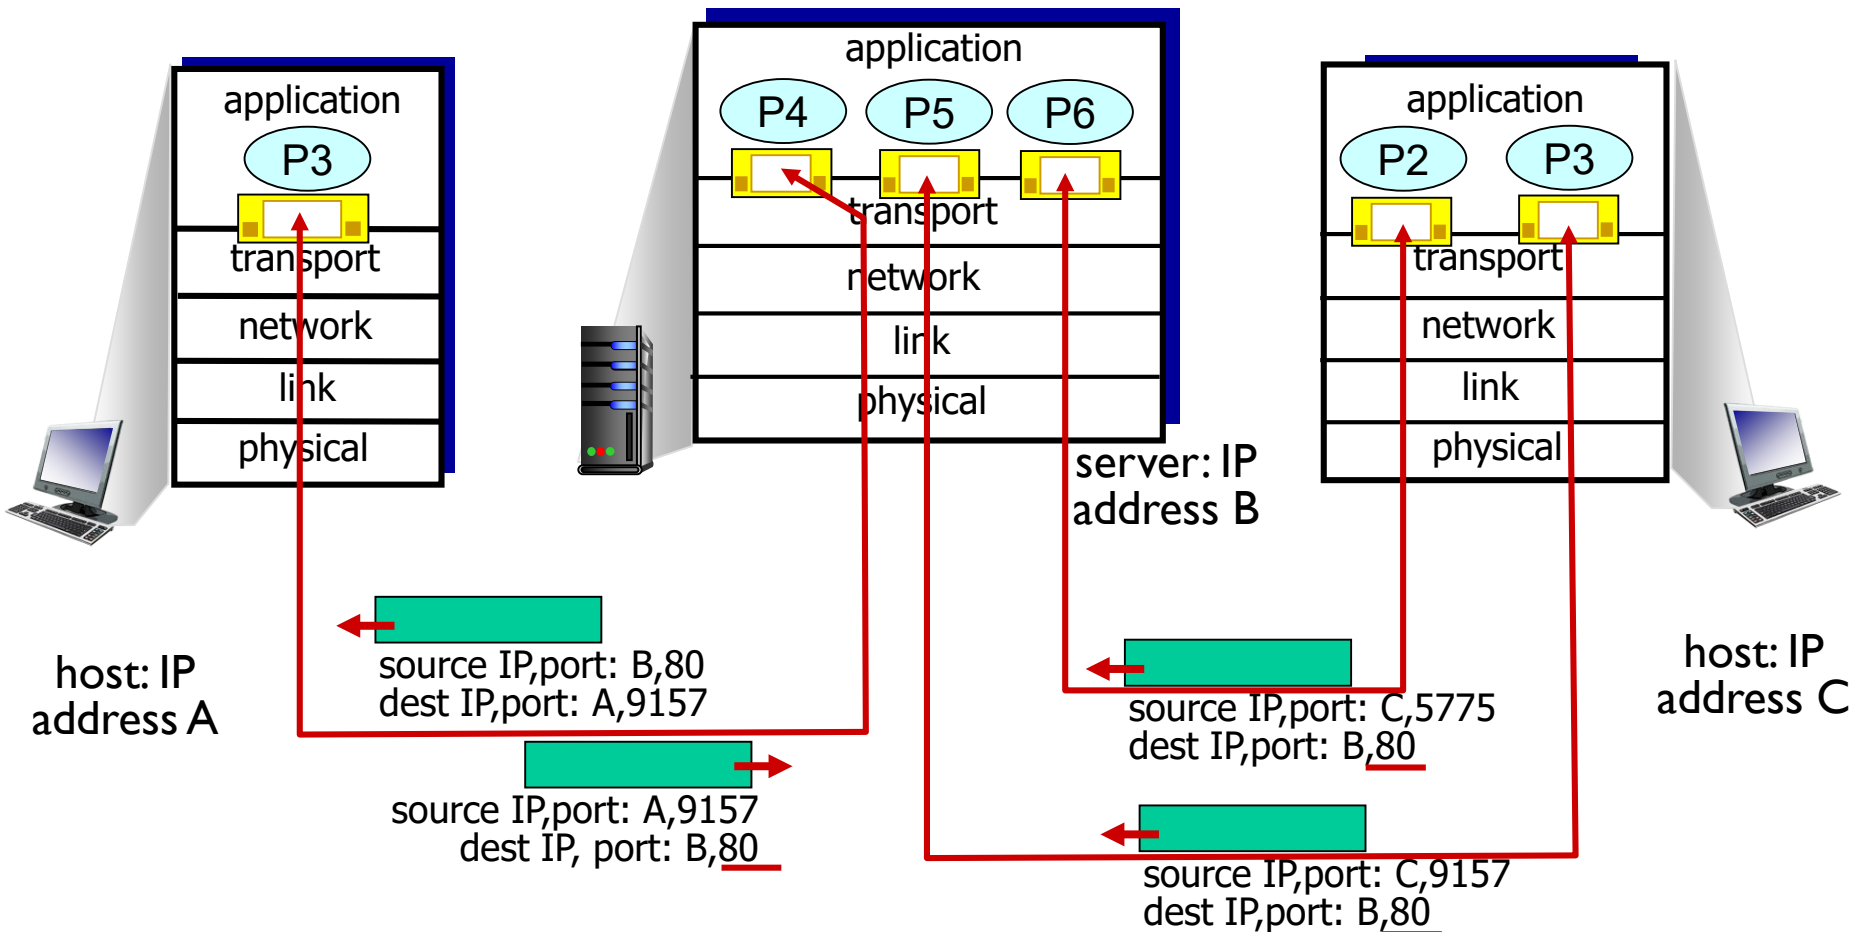 application
P3
transport
network
link
physical
host: IP
address A
application
P4 P5 P6
transport
network
link
physical
server: IP
address B
application
P2 P3
transport
network
link
physical
host: IP
address C
source IP,port: B,80
dest IP,port: A,9157
source IP,port: A,9157
dest IP, port: B,80
source IP,port: C,5775
dest IP,port: B,80
source IP,port: C,9157
dest IP,port: B,80